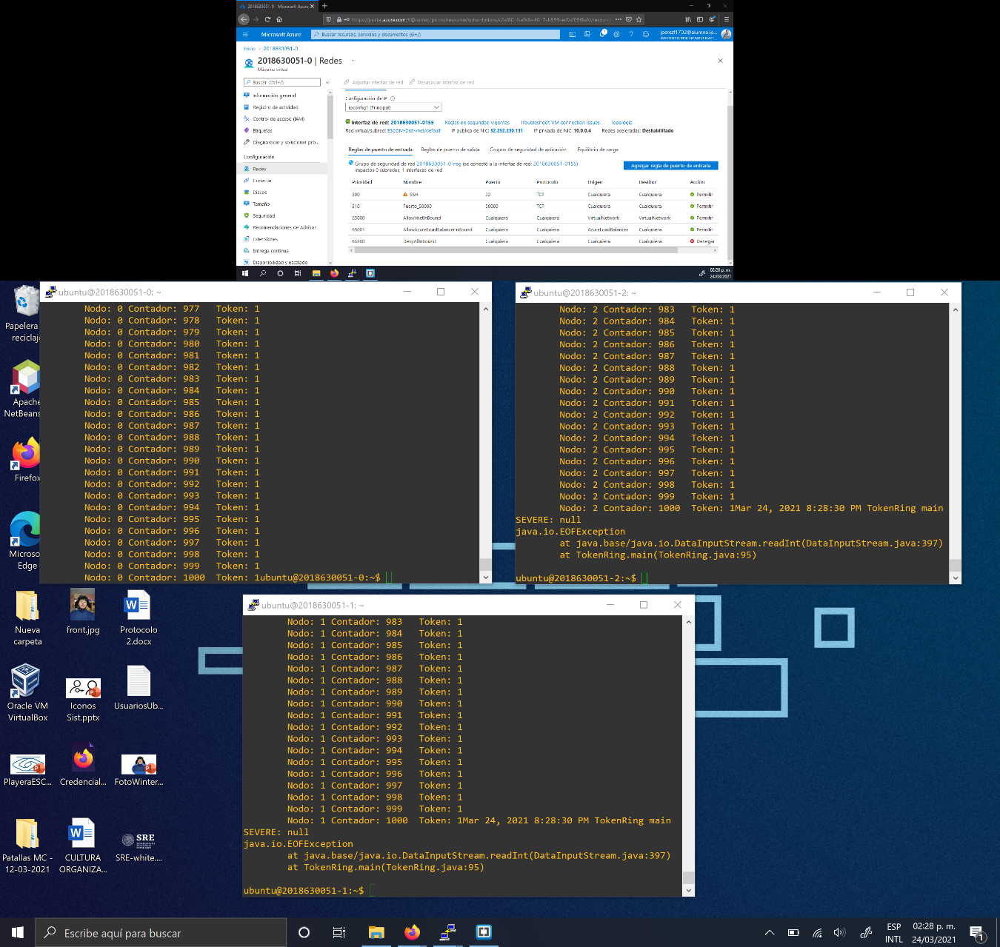 2018630051-0 - Microsoft Azure
Microsoft Azure
Buscar recursos, servicios y documentos (G+/)
jperezf1702@alumno.ip...
INSTITUTO POLITECNICO NACI...
Inicio > 2018630051-0
2018630051-0 | Redes ...
Máquina virtual
Buscar (Ctrl+/)
Información general
Registro de actividad
Control de acceso (IAM)
Etiquetas
Diagnosticar y solucionar pro...
Configuración
Redes
Conectar
Discos
Tamaño
Seguridad
Recomendaciones de Advisor
Extensiones
Entrega continua
Disponibilidad y escalado
Adjuntar interfaz de red Desasociar interfaz de red
Configuración de IP
ipconfig1 (Principal)
Interfaz de red: 2018630051-0155 Reglas de seguridad vigentes Troubleshoot VM connection issues Topología
Red virtual/subred: ESCOM-Dist-vnet/default IP pública de NIC: 52.252.230.131 IP privada de NIC: 10.0.0.4 Redes aceleradas: Deshabilitado
Reglas de puerto de entrada Reglas de puerto de salida Grupos de seguridad de aplicación Equilibrio de carga
Grupo de seguridad de red 2018630051-0-nsg (se conectó a la interfaz de red: 2018630051-0155)
Impactos 0 subredes, 1 interfaces de red
Agregar regla de puerto de entrada
Prioridad Nombre Puerto Protocolo Origen Destino Acción
300 SSH 22 TCP Cualquiera Cualquiera Permitir
310 Puerto_50000 50000 TCP Cualquiera Cualquiera Permitir
65000 AllowVnetInBound Cualquiera Cualquiera VirtualNetwork VirtualNetwork Permitir
65001 AllowAzureLoadBalancerInBound Cualquiera Cualquiera AzureLoadBalancer Cualquiera Permitir
65500 DenyAllInBound Cualquiera Cualquiera Cualquiera Cualquiera Denegar
02:28 p. m.
24/03/2021
ubuntu@2018630051-0: ~
Nodo: 0 Contador: 977 Token: 1
Nodo: 0 Contador: 978 Token: 1
Nodo: 0 Contador: 979 Token: 1
Nodo: 0 Contador: 980 Token: 1
Nodo: 0 Contador: 981 Token: 1
Nodo: 0 Contador: 982 Token: 1
Nodo: 0 Contador: 983 Token: 1
Nodo: 0 Contador: 984 Token: 1
Nodo: 0 Contador: 985 Token: 1
Nodo: 0 Contador: 986 Token: 1
Nodo: 0 Contador: 987 Token: 1
Nodo: 0 Contador: 988 Token: 1
Nodo: 0 Contador: 989 Token: 1
Nodo: 0 Contador: 990 Token: 1
Nodo: 0 Contador: 991 Token: 1
Nodo: 0 Contador: 992 Token: 1
Nodo: 0 Contador: 993 Token: 1
Nodo: 0 Contador: 994 Token: 1
Nodo: 0 Contador: 995 Token: 1
Nodo: 0 Contador: 996 Token: 1
Nodo: 0 Contador: 997 Token: 1
Nodo: 0 Contador: 998 Token: 1
Nodo: 0 Contador: 999 Token: 1
Nodo: 0 Contador: 1000 Token: 1ubuntu@2018630051-0:~$
ubuntu@2018630051-2: ~
Nodo: 2 Contador: 983 Token: 1
Nodo: 2 Contador: 984 Token: 1
Nodo: 2 Contador: 985 Token: 1
Nodo: 2 Contador: 986 Token: 1
Nodo: 2 Contador: 987 Token: 1
Nodo: 2 Contador: 988 Token: 1
Nodo: 2 Contador: 989 Token: 1
Nodo: 2 Contador: 990 Token: 1
Nodo: 2 Contador: 991 Token: 1
Nodo: 2 Contador: 992 Token: 1
Nodo: 2 Contador: 993 Token: 1
Nodo: 2 Contador: 994 Token: 1
Nodo: 2 Contador: 995 Token: 1
Nodo: 2 Contador: 996 Token: 1
Nodo: 2 Contador: 997 Token: 1
Nodo: 2 Contador: 998 Token: 1
Nodo: 2 Contador: 999 Token: 1
Nodo: 2 Contador: 1000 Token: 1Mar 24, 2021 8:28:30 PM TokenRing main
SEVERE: null
java.io.EOFException
at java.base/java.io.DataInputStream.readInt(DataInputStream.java:397)
at TokenRing.main(TokenRing.java:95)
ubuntu@2018630051-2:~$
ubuntu@2018630051-1: ~
Nodo: 1 Contador: 983 Token: 1
Nodo: 1 Contador: 984 Token: 1
Nodo: 1 Contador: 985 Token: 1
Nodo: 1 Contador: 986 Token: 1
Nodo: 1 Contador: 987 Token: 1
Nodo: 1 Contador: 988 Token: 1
Nodo: 1 Contador: 989 Token: 1
Nodo: 1 Contador: 990 Token: 1
Nodo: 1 Contador: 991 Token: 1
Nodo: 1 Contador: 992 Token: 1
Nodo: 1 Contador: 993 Token: 1
Nodo: 1 Contador: 994 Token: 1
Nodo: 1 Contador: 995 Token: 1
Nodo: 1 Contador: 996 Token: 1
Nodo: 1 Contador: 997 Token: 1
Nodo: 1 Contador: 998 Token: 1
Nodo: 1 Contador: 999 Token: 1
Nodo: 1 Contador: 1000 Token: 1Mar 24, 2021 8:28:30 PM TokenRing main
SEVERE: null
java.io.EOFException
at java.base/java.io.DataInputStream.readInt(DataInputStream.java:397)
at TokenRing.main(TokenRing.java:95)
ubuntu@2018630051-1:~$
Papelera
reciclaj
Apache
NetBeans
Firefox
Microso
Edge
Nueva
carpeta
front.jpg
Protocolo
2.docx
Oracle VM
VirtualBox
Iconos
Sist.pptx
UsuariosUb...
PlayeraESC...
Credencial...
FotoWinter...
Patallas MC -
12-03-2021
CULTURA
ORGANIZA...
SRE
SRE-white....
Escribe aquí para buscar
ESP
INTL
02:28 p. m.
24/03/2021
1